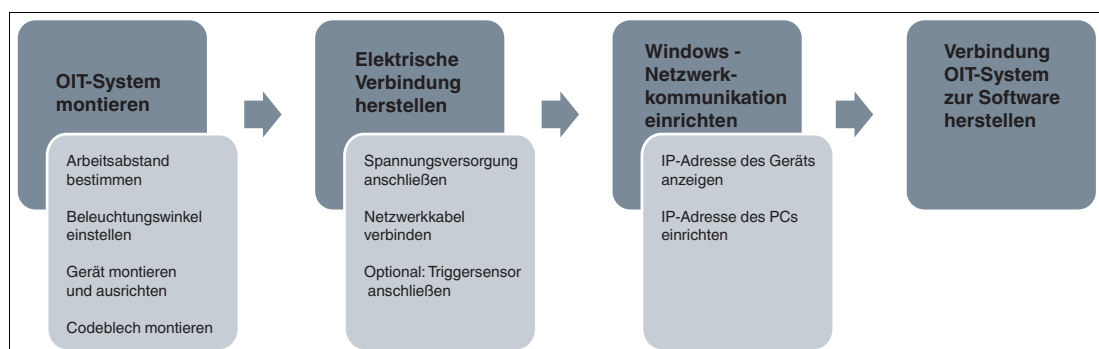 OIT-System
montieren
Arbeitsabstand
bestimmen
Beleuchtungswinkel
einstellen
Gerät montieren
und ausrichten
Codeblech montieren
Elektrische
Verbindung
herstellen
Spannungsversorgung
anschließen
Netzwerkkabel
verbinden
Optional: Triggersensor
anschließen
Windows -
Netzwerk-
kommunikation
einrichten
IP-Adresse des Geräts
anzeigen
IP-Adresse des PCs
einrichten
Verbindung
OIT-System
zur Software
herstellen